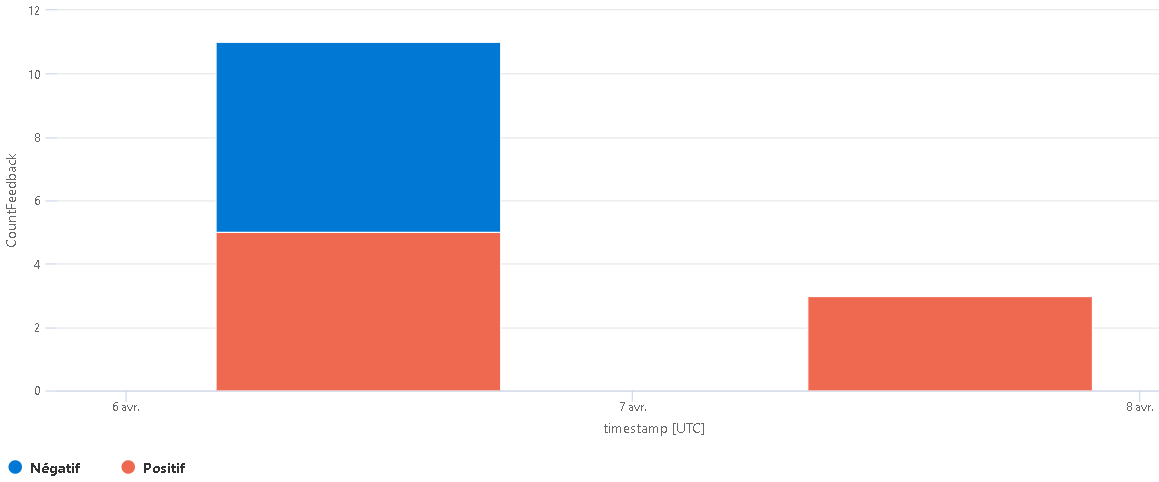 12
10
8
6
4
2
0
CountFeedback
6 avr.
7 avr.
8 avr.
timestamp [UTC]
Négatif
Positif